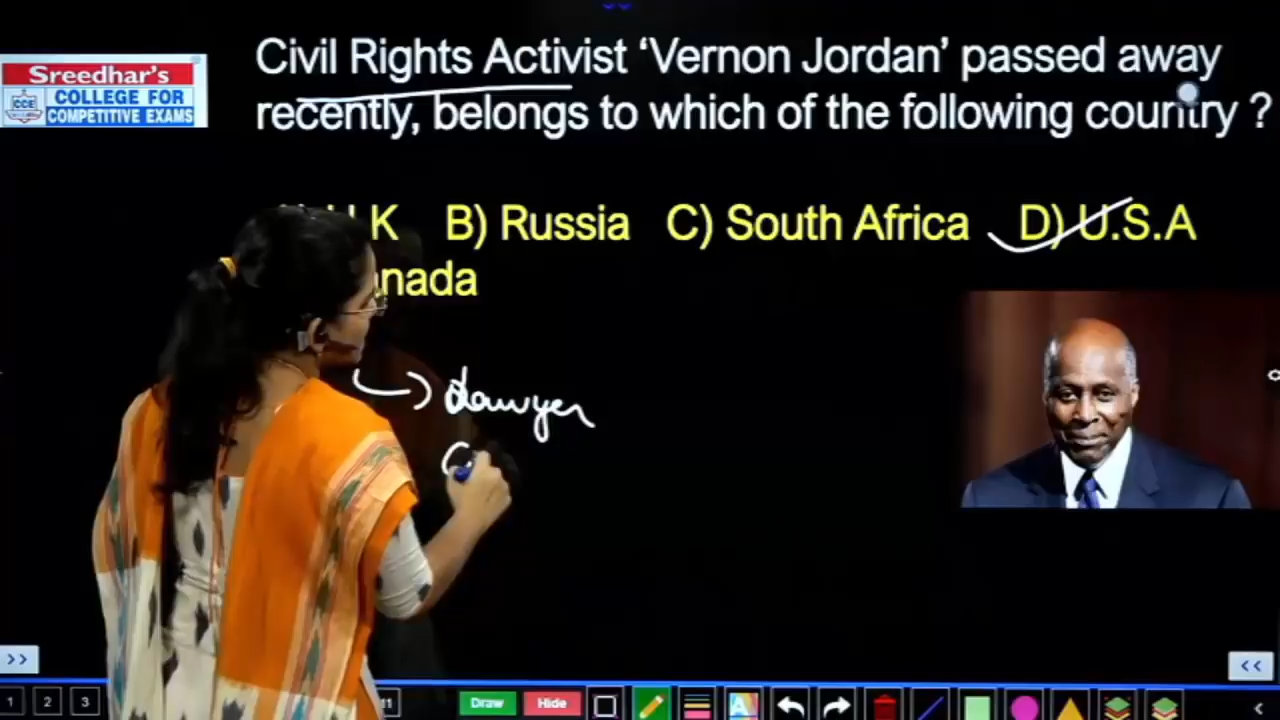 Sreedhar's
CCE
COLLEGE FOR
COMPETITIVE EXAMS
Civil Rights Activist ‘Vernon Jordan’ passed away
recently, belongs to which of the following country ?
K B) Russia C) South Africa D) U.S.A
nada
Lawyer
>> <<
1 2 3 11 Draw Hide A <